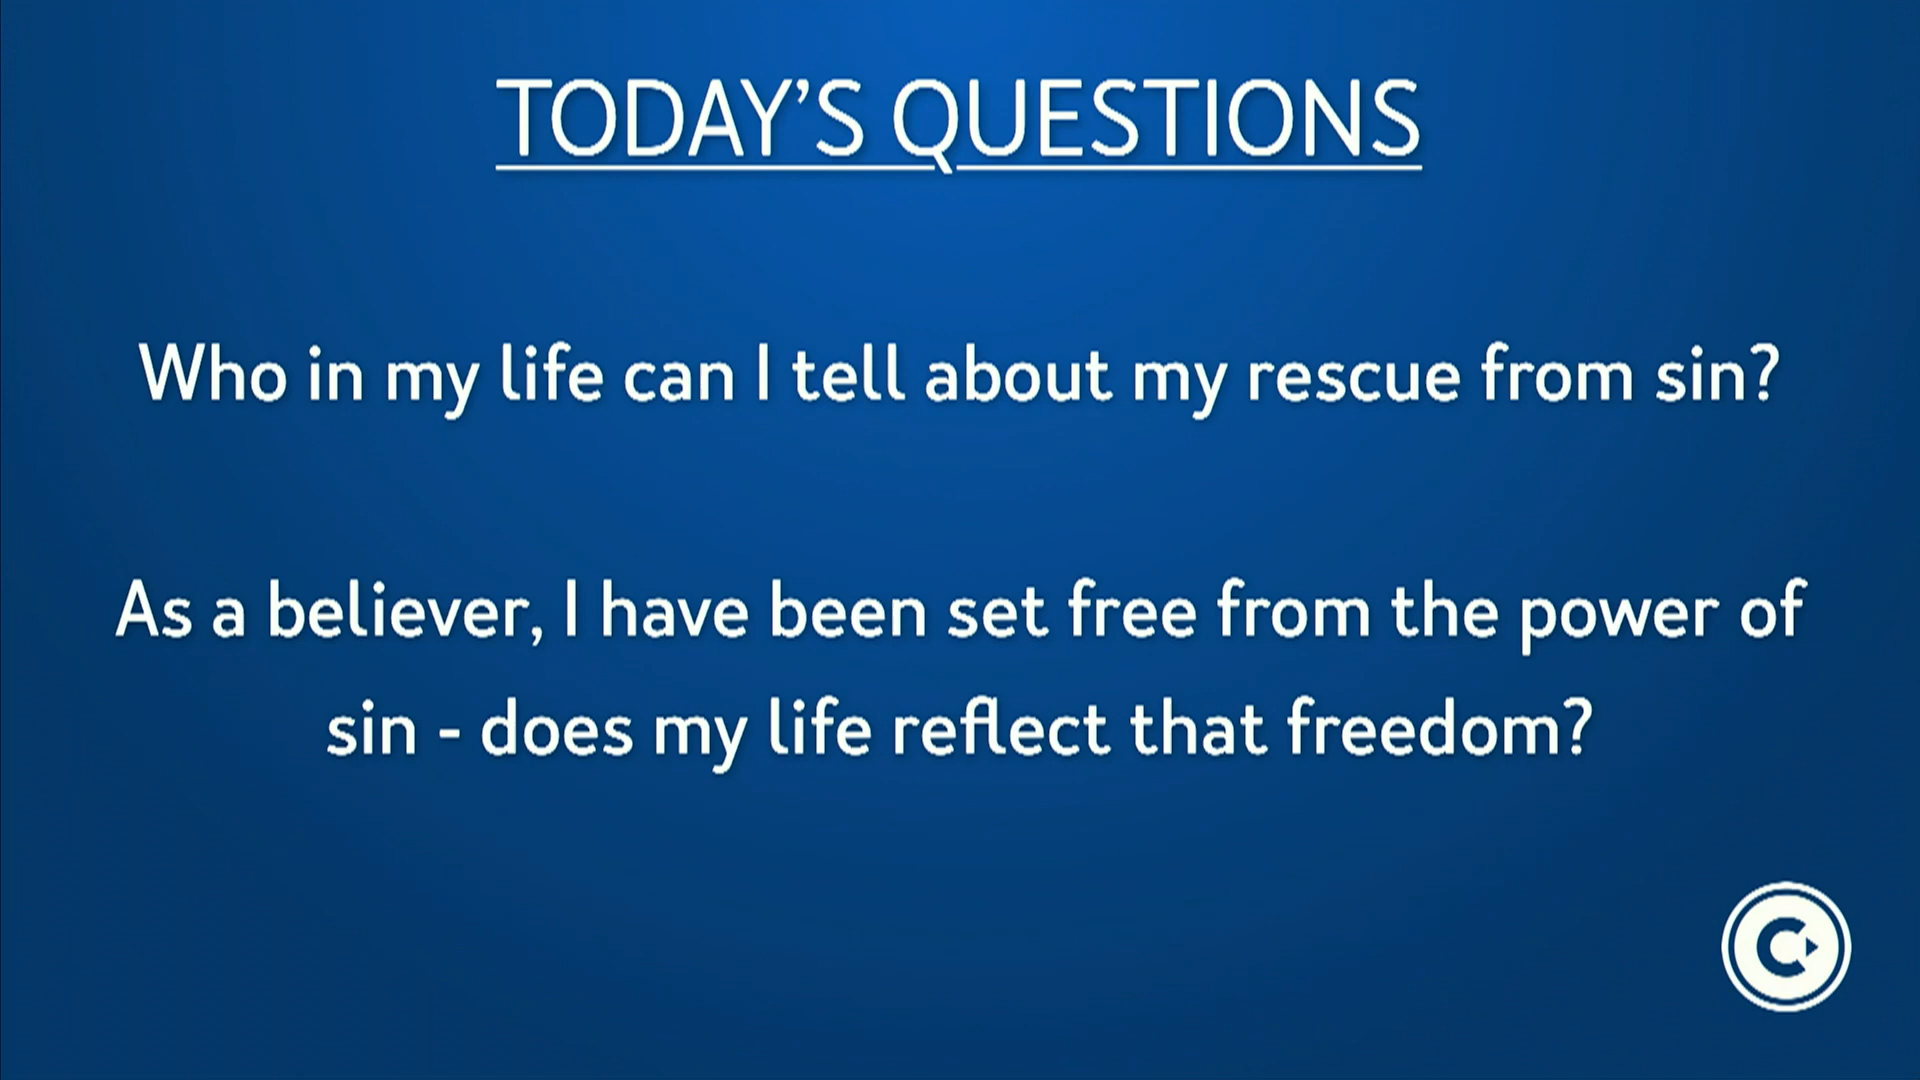 TODAY’S QUESTIONS
Who in my life can I tell about my rescue from sin?
As a believer, I have been set free from the power of
sin - does my life reflect that freedom?
C